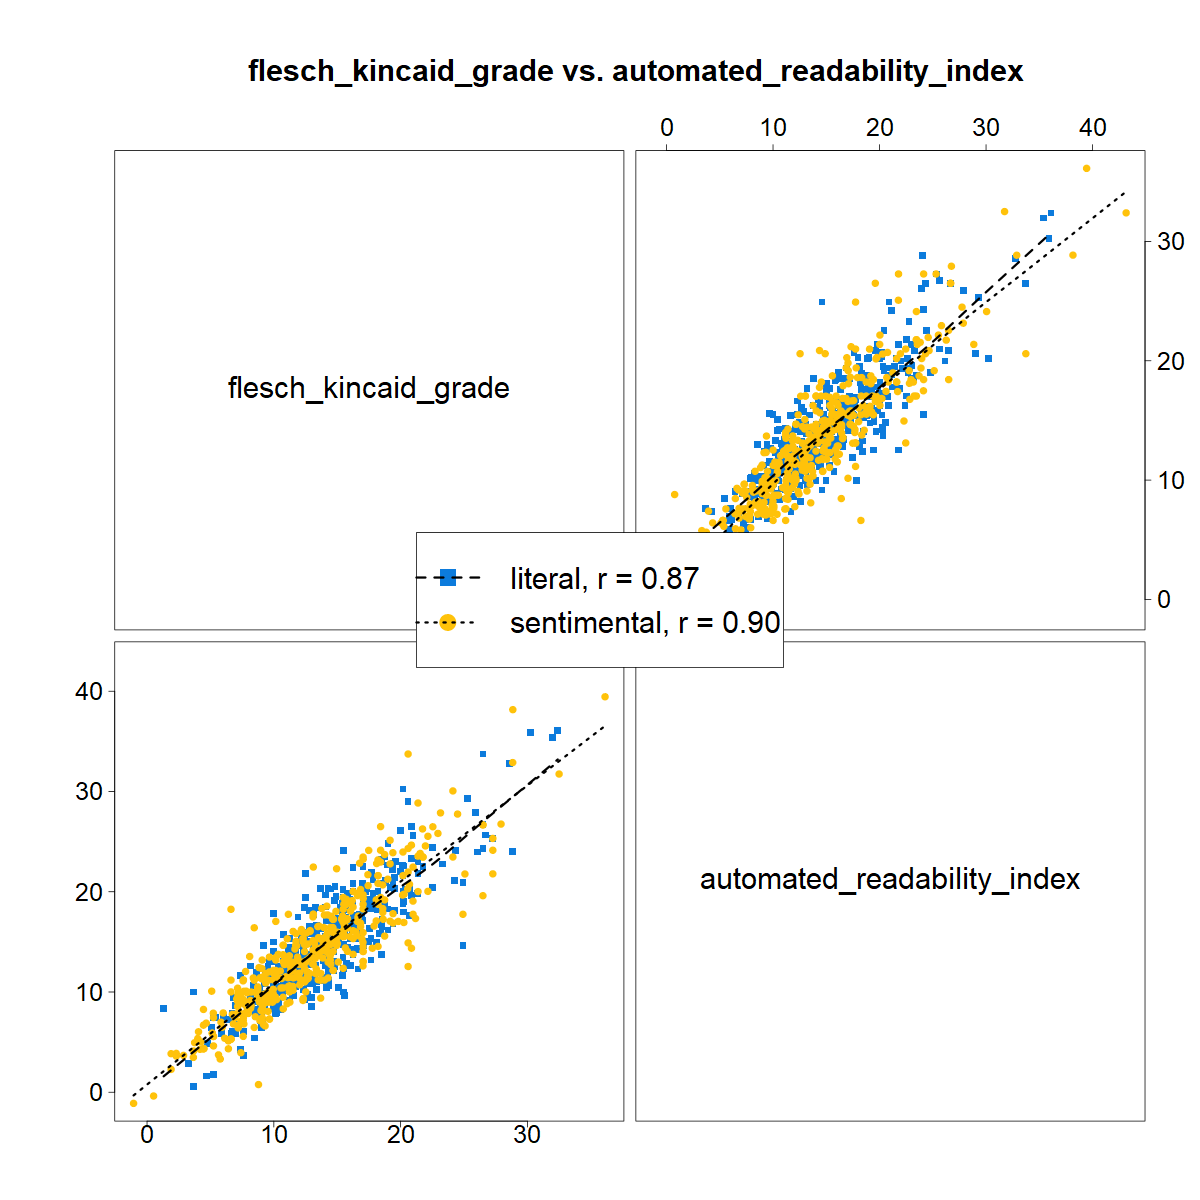 flesch_kincaid_grade vs. automated_readability_index
0 10 20 30 40
flesch_kincaid_grade
30
20
10
0
literal, r = 0.87
sentimental, r = 0.90
40
30
20
10
0
automated_readability_index
0 10 20 30